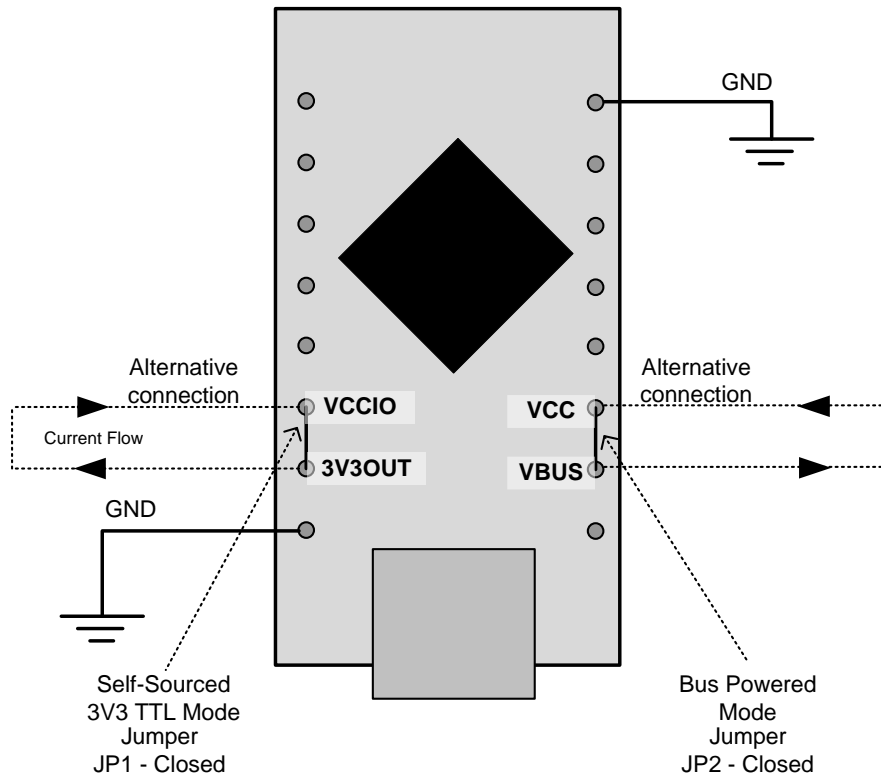 GND
Alternative
connection
VCCIO
Current Flow
3V3OUT
GND
Alternative
connection
VCC
VBUS
Self-Sourced
3V3 TTL Mode
Jumper
JP1 - Closed
Bus Powered
Mode
Jumper
JP2 - Closed